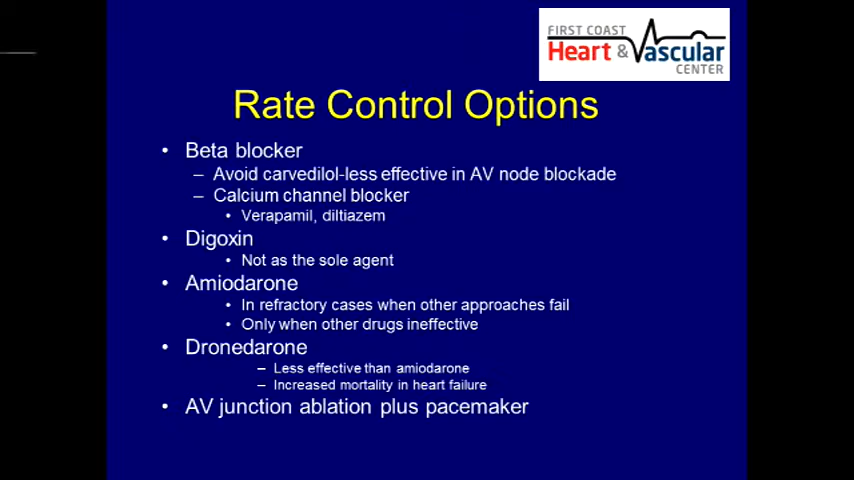 FIRST COAST
Heart & Vascular
CENTER
Rate Control Options
• Beta blocker
– Avoid carvedilol-less effective in AV node blockade
– Calcium channel blocker
• Verapamil, diltiazem
• Digoxin
• Not as the sole agent
• Amiodarone
• In refractory cases when other approaches fail
• Only when other drugs ineffective
• Dronedarone
– Less effective than amiodarone
– Increased mortality in heart failure
• AV junction ablation plus pacemaker